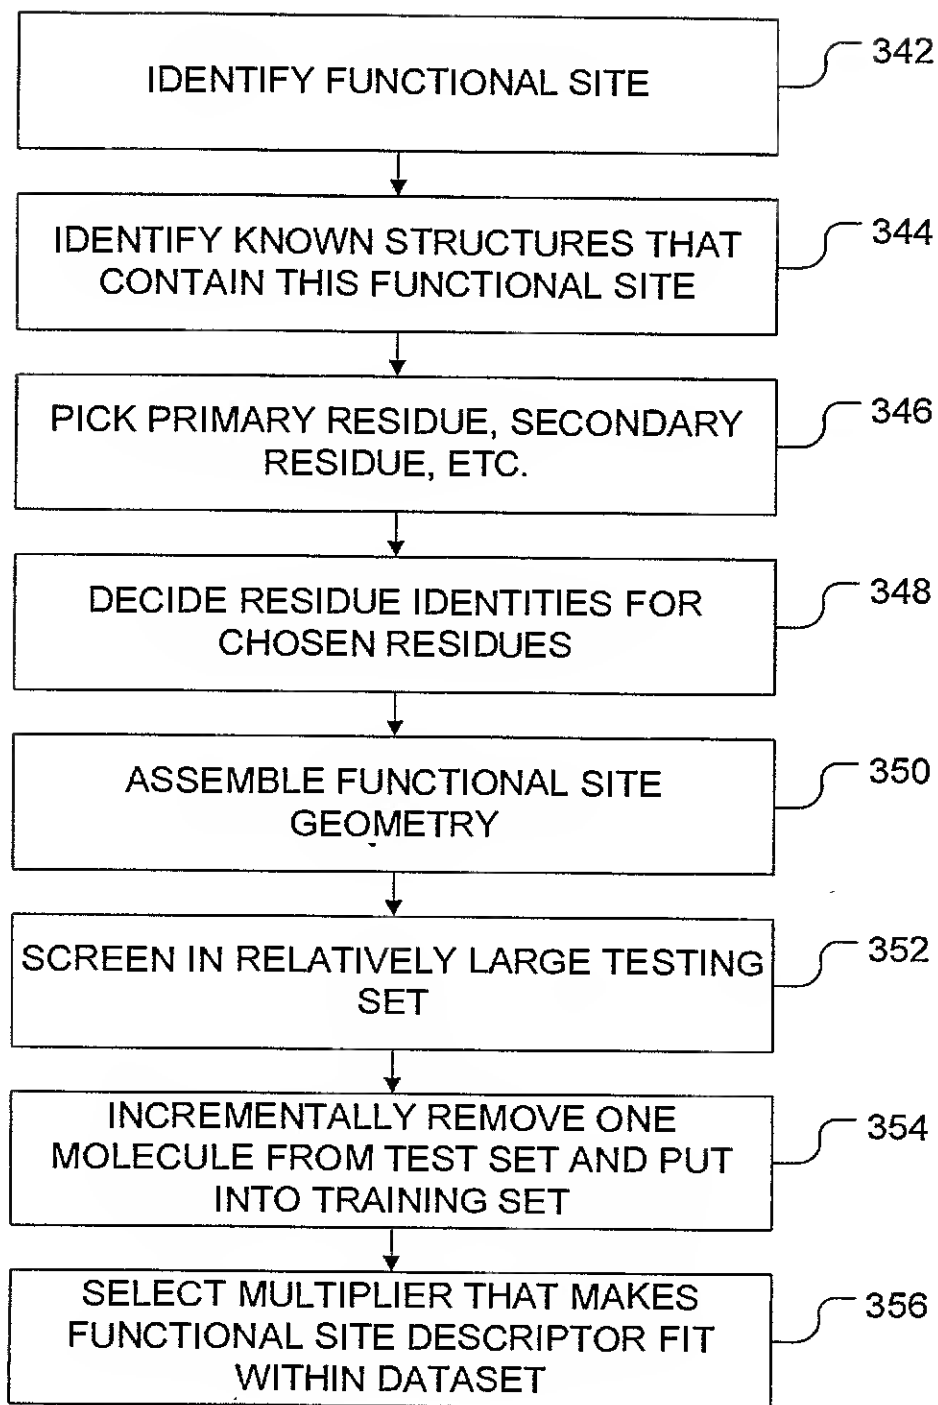 IDENTIFY FUNCTIONAL SITE
342
IDENTIFY KNOWN STRUCTURES THAT
CONTAIN THIS FUNCTIONAL SITE
344
PICK PRIMARY RESIDUE, SECONDARY
RESIDUE, ETC.
346
DECIDE RESIDUE IDENTITIES FOR
CHOSEN RESIDUES
348
ASSEMBLE FUNCTIONAL SITE
GEOMETRY
350
SCREEN IN RELATIVELY LARGE TESTING
SET
352
INCREMENTALLY REMOVE ONE
MOLECULE FROM TEST SET AND PUT
INTO TRAINING SET
354
SELECT MULTIPLIER THAT MAKES
FUNCTIONAL SITE DESCRIPTOR FIT
WITHIN DATASET
356